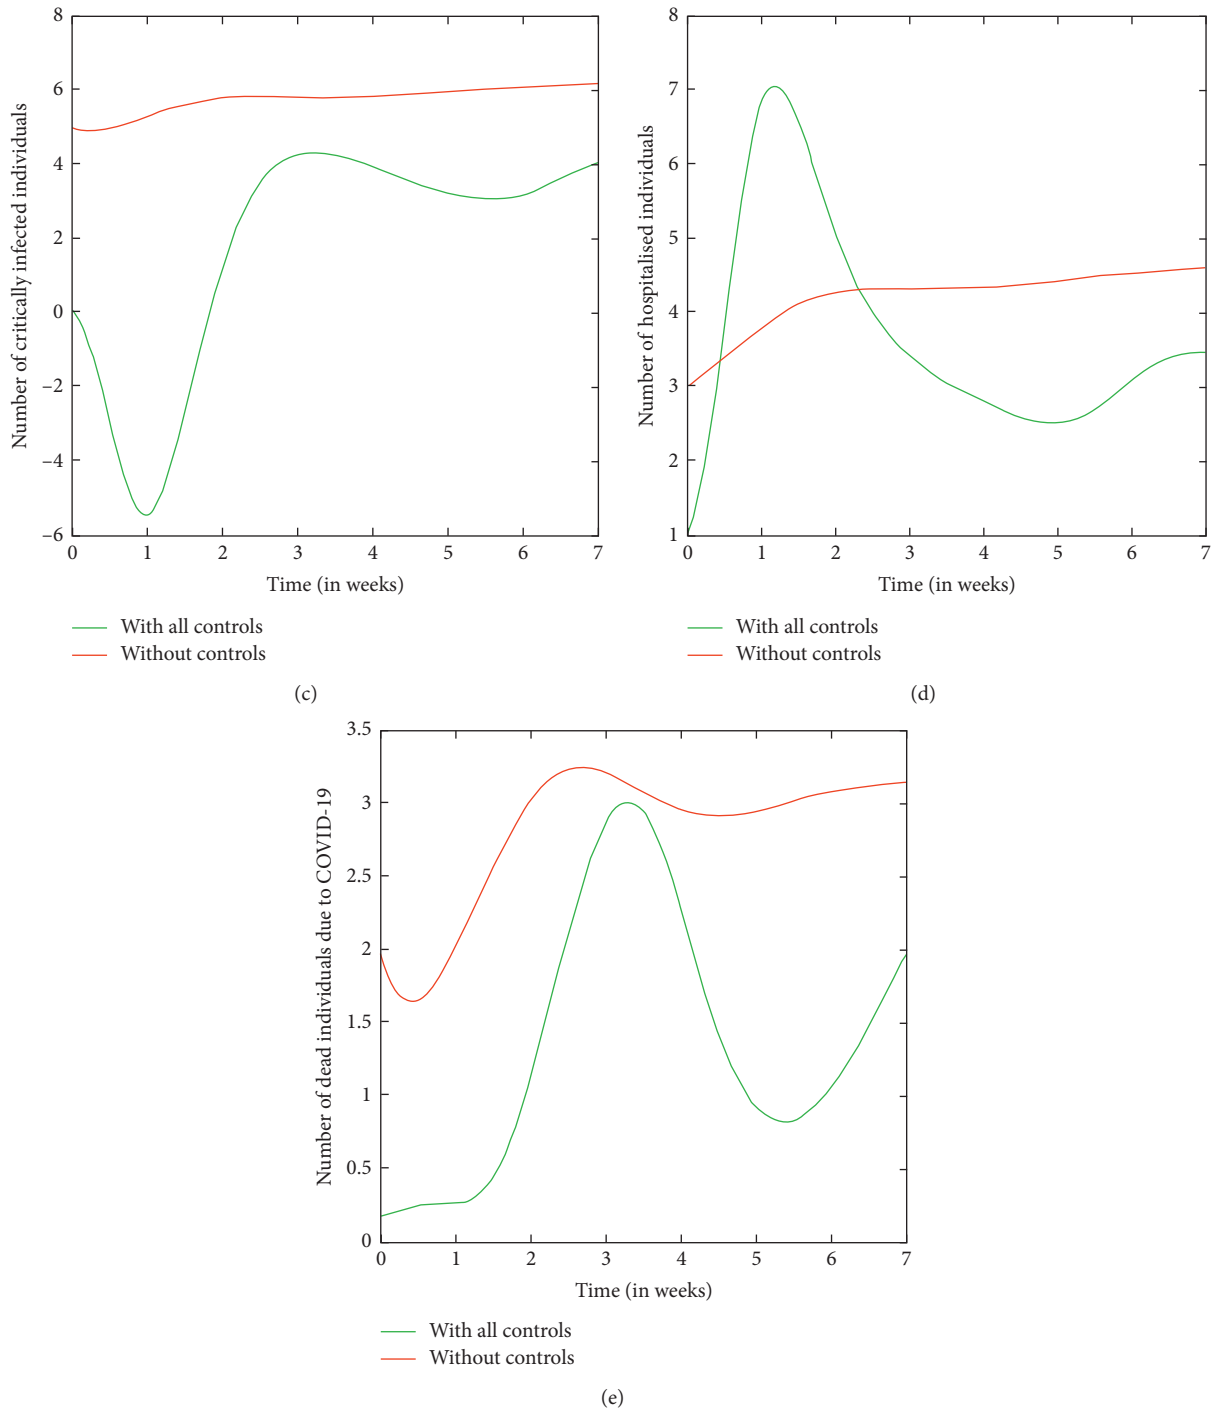 Number of critically infected individuals
8
6
4
2
0
–2
–4
–6
0 1 2 3 4 5 6 7
Time (in weeks)
With all controls
Without controls
(c)
Number of hospitalised individuals
8
7
6
5
4
3
2
1
0 1 2 3 4 5 6 7
Time (in weeks)
With all controls
Without controls
(d)
Number of dead individuals due to COVID-19
3.5
3
2.5
2
1.5
1
0.5
0
0 1 2 3 4 5 6 7
Time (in weeks)
With all controls
Without controls
(e)